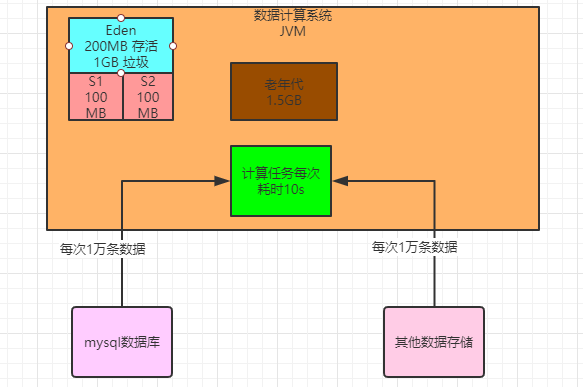 数据计算系统
JVM
Eden
200MB 存活
1GB 垃圾
S1
100
MB
S2
100
MB
老年代
1.5GB
计算任务每次
耗时10s
每次1万条数据
每次1万条数据
mysql数据库
其他数据存储